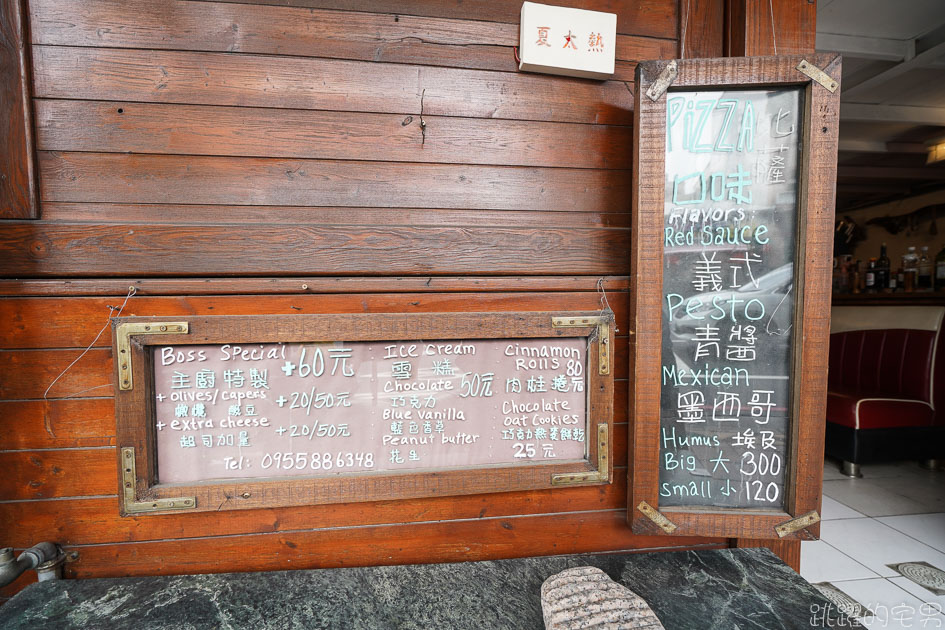 夏太熱
Boss Special +60元
主廚特製
+ olives/capers +20/50元
橄欖 酸豆
+ extra cheese +20/50元
起司加量
Tel: 0955886348
Ice cream
雪糕 50元
Chocolate
巧克力
Blue vanilla
藍色香草
Peanut butter
花生
Cinnamon
Rolls 80
肉桂捲 元
Chocolate
Oat Cookies
巧克力燕麥餅乾
25元
PiZZA
口味
Flavors:
Red Sauce
義式
Pesto
青醬
Mexican
墨西哥
Humus 埃及
Big 大 300
small 小 120
跳躍的宅男